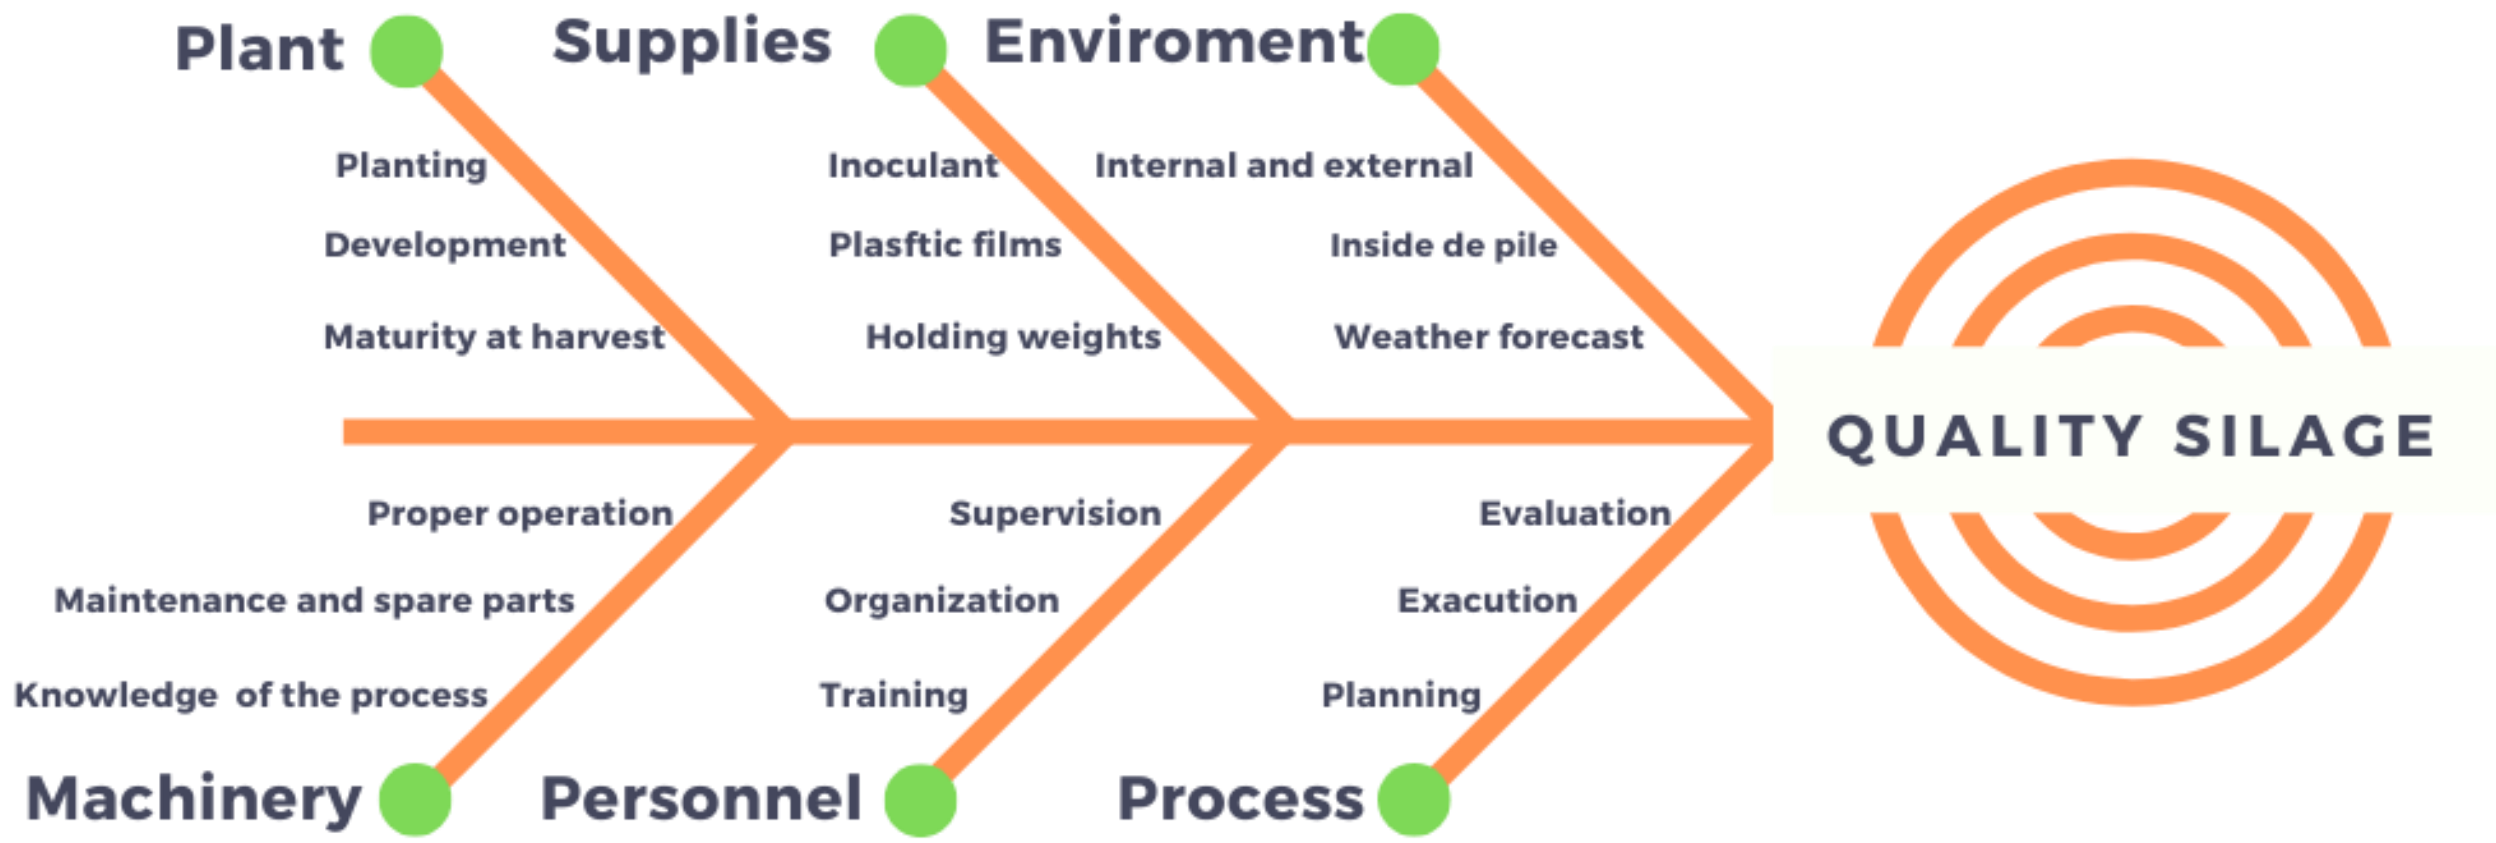 Plant
Supplies
Enviroment
Planting
Development
Maturity at harvest
Inoculant
Plasftic films
Holding weights
Internal and external
Inside de pile
Weather forecast
QUALITY SILAGE
Proper operation
Maintenance and spare parts
Knowledge of the process
Supervision
Organization
Training
Evaluation
Exacution
Planning
Machinery
Personnel
Process